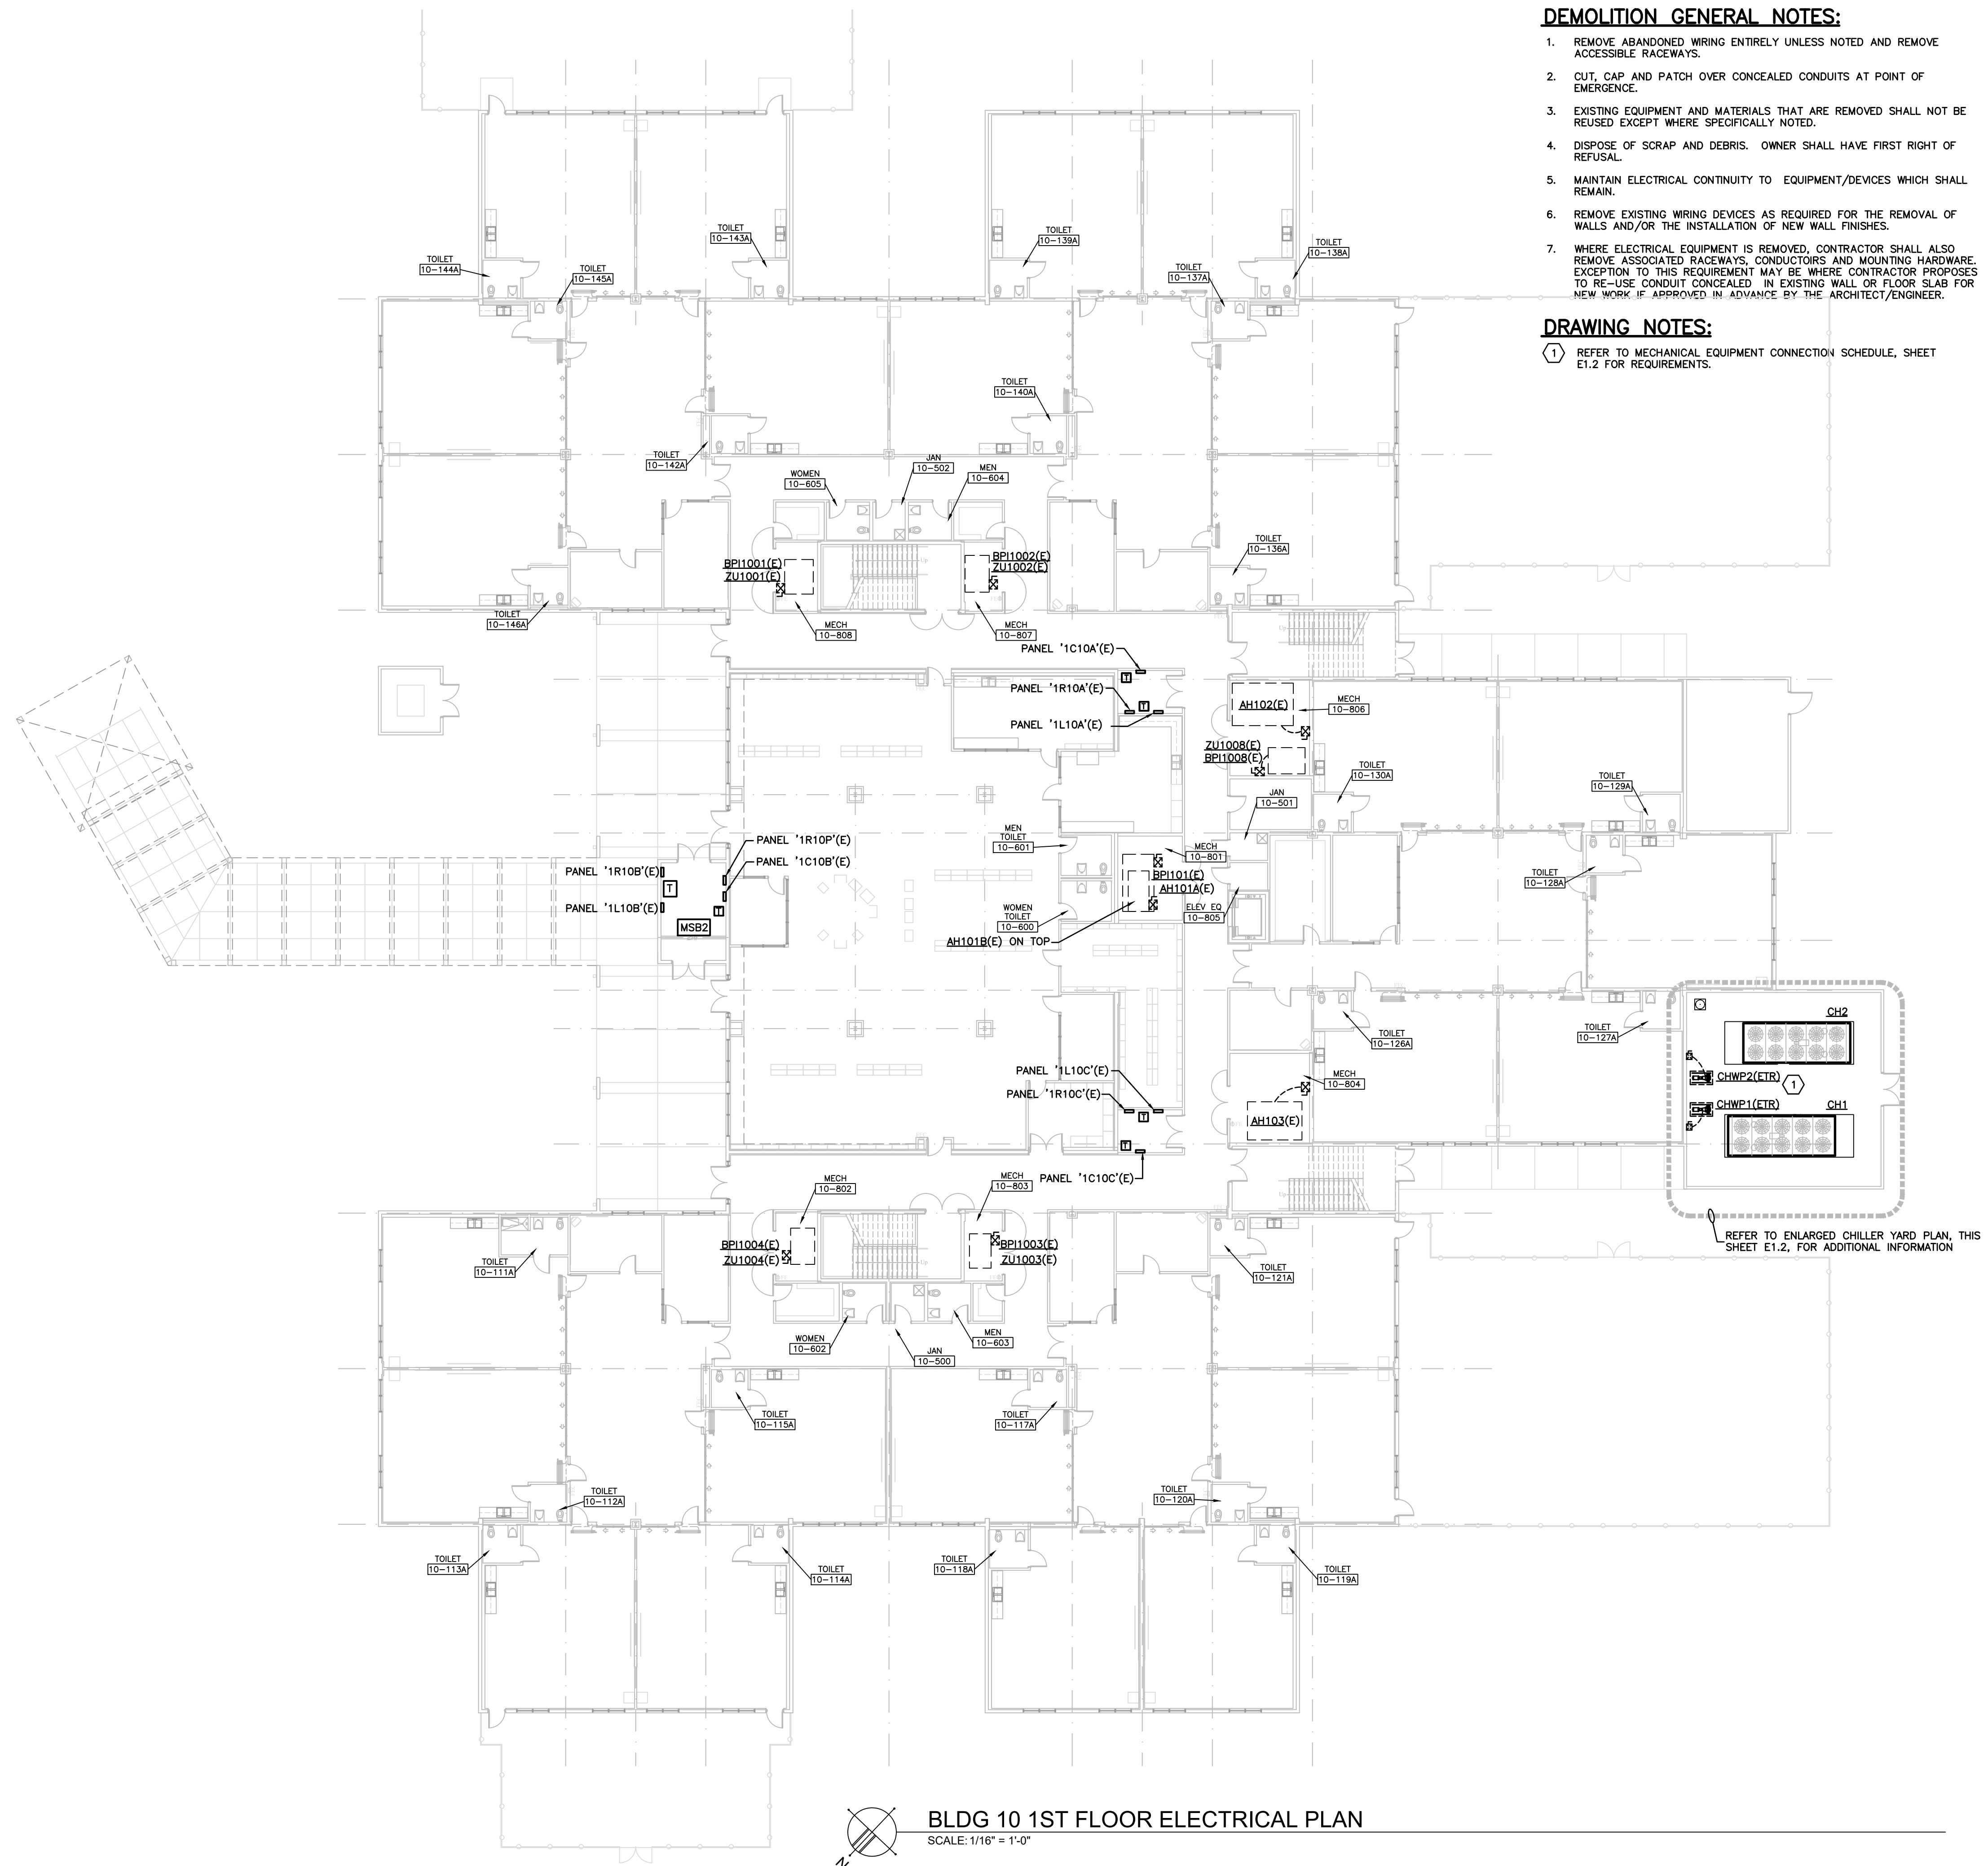 DEMOLITION GENERAL NOTES:
1. REMOVE ABANDONED WIRING ENTIRELY UNLESS NOTED AND REMOVE
ACCESSIBLE RACEWAYS.
2. CUT, CAP AND PATCH OVER CONCEALED CONDUITS AT POINT OF
EMERGENCE.
3. EXISTING EQUIPMENT AND MATERIALS THAT ARE REMOVED SHALL NOT BE
REUSED EXCEPT WHERE SPECIFICALLY NOTED.
4. DISPOSE OF SCRAP AND DEBRIS. OWNER SHALL HAVE FIRST RIGHT OF
REFUSAL.
5. MAINTAIN ELECTRICAL CONTINUITY TO EQUIPMENT/DEVICES WHICH SHALL
REMAIN.
6. REMOVE EXISTING WIRING DEVICES AS REQUIRED FOR THE REMOVAL OF
WALLS AND/OR THE INSTALLATION OF NEW WALL FINISHES.
7. WHERE ELECTRICAL EQUIPMENT IS REMOVED, CONTRACTOR SHALL ALSO
REMOVE ASSOCIATED RACEWAYS, CONDUCTOIRS AND MOUNTING HARDWARE.
EXCEPTION TO THIS REQUIREMENT MAY BE WHERE CONTRACTOR PROPOSES
TO RE-USE CONDUIT CONCEALED IN EXISTING WALL OR FLOOR SLAB FOR
NEW WORK IF APPROVED IN ADVANCE BY THE ARCHITECT/ENGINEER.
DRAWING NOTES:
1 REFER TO MECHANICAL EQUIPMENT CONNECTION SCHEDULE, SHEET
E1.2 FOR REQUIREMENTS.
TOILET
10-143A
TOILET
10-139A
TOILET
10-138A
TOILET
10-144A
TOILET
10-145A
TOILET
10-137A
TOILET
10-140A
TOILET
10-142A
WOMEN
10-605
JAN
10-502
MEN
10-604
TOILET
10-136A
BPI1001(E)
ZU1001(E)
BPI1002(E)
ZU1002(E)
TOILET
10-146A
MECH
10-808
MECH
10-807
PANEL '1C10A'(E)
T
PANEL '1R10A'(E)
T
PANEL '1L10A'(E)
AH102(E)
MECH
10-806
ZU1008(E)
BPI1008(E)
TOILET
10-130A
TOILET
10-129A
JAN
10-501
MEN
TOILET
10-601
MECH
10-801
PANEL '1R10P'(E)
PANEL '1C10B'(E)
PANEL '1R10B'(E)
T
PANEL '1L10B'(E)
T
MSB2
BPI101(E)
AH101A(E)
TOILET
10-128A
WOMEN
TOILET
10-600
ELEV EQ
10-805
AH101B(E) ON TOP
CH2
TOILET
10-126A
TOILET
10-127A
CHWP2(ETR)
1
CHWP1(ETR)
CH1
PANEL '1L10C'(E)
PANEL '1R10C'(E)
T
T
MECH
10-804
AH103(E)
PANEL '1C10C'(E)
MECH
10-802
MECH
10-803
REFER TO ENLARGED CHILLER YARD PLAN, THIS
SHEET E1.2, FOR ADDITIONAL INFORMATION
BPI1004(E)
ZU1004(E)
BPI1003(E)
ZU1003(E)
TOILET
10-111A
TOILET
10-121A
WOMEN
10-602
MEN
10-603
JAN
10-500
TOILET
10-115A
TOILET
10-117A
TOILET
10-112A
TOILET
10-120A
TOILET
10-113A
TOILET
10-114A
TOILET
10-118A
TOILET
10-119A
BLDG 10 1ST FLOOR ELECTRICAL PLAN
SCALE: 1/16" = 1'-0"
N